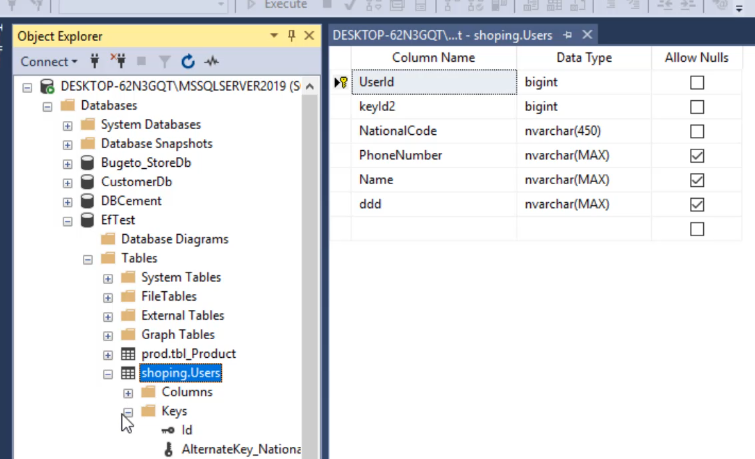 Execute
Object Explorer
DESKTOP-62N3GQT\...t - shoping.Users
Connect
Column Name Data Type Allow Nulls
DESKTOP-62N3GQT\MSSQLSERVER2019
UserId bigint
Databases
keyId2 bigint
System Databases
NationalCode nvarchar(450)
Database Snapshots
PhoneNumber nvarchar(MAX)
Bugeto_StoreDb
Name nvarchar(MAX)
CustomerDb
DBCement
ddd nvarchar(MAX)
EfTest
Database Diagrams
Tables
System Tables
FileTables
External Tables
Graph Tables
prod.tbl_Product
shoping.Users
Columns
Keys
Id
AlternateKey_Nationa